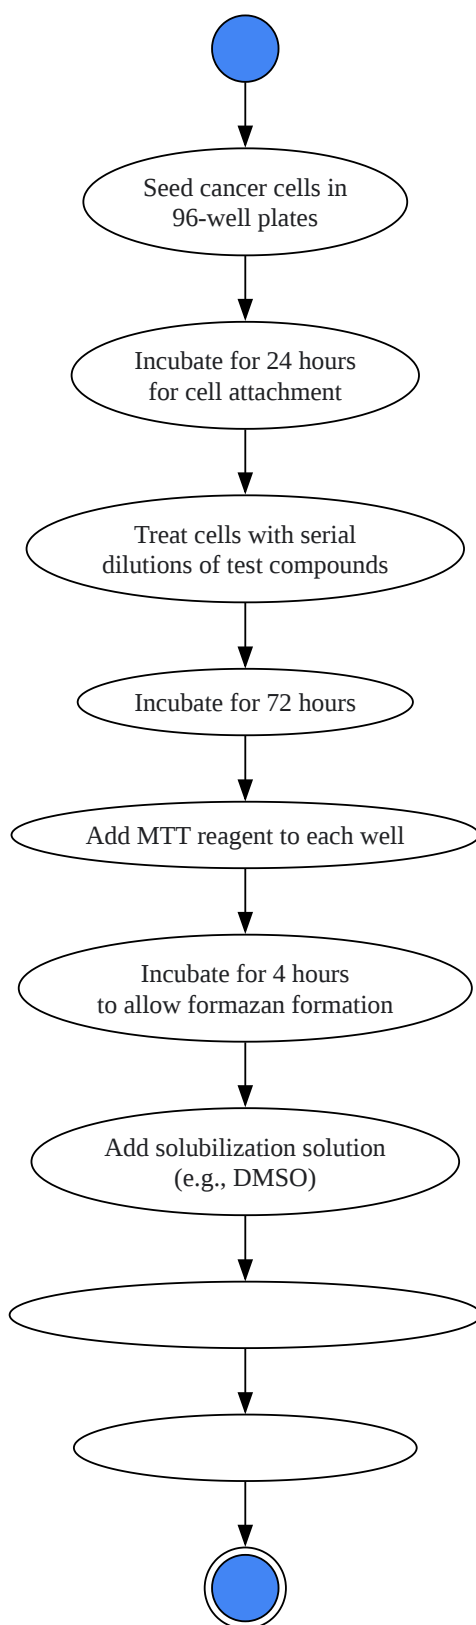 Seed cancer cells in
96-well plates
Incubate for 24 hours
for cell attachment
Treat cells with serial
dilutions of test compounds
Incubate for 72 hours
Add MTT reagent to each well
Incubate for 4 hours
to allow formazan formation
Add solubilization solution
(e.g., DMSO)